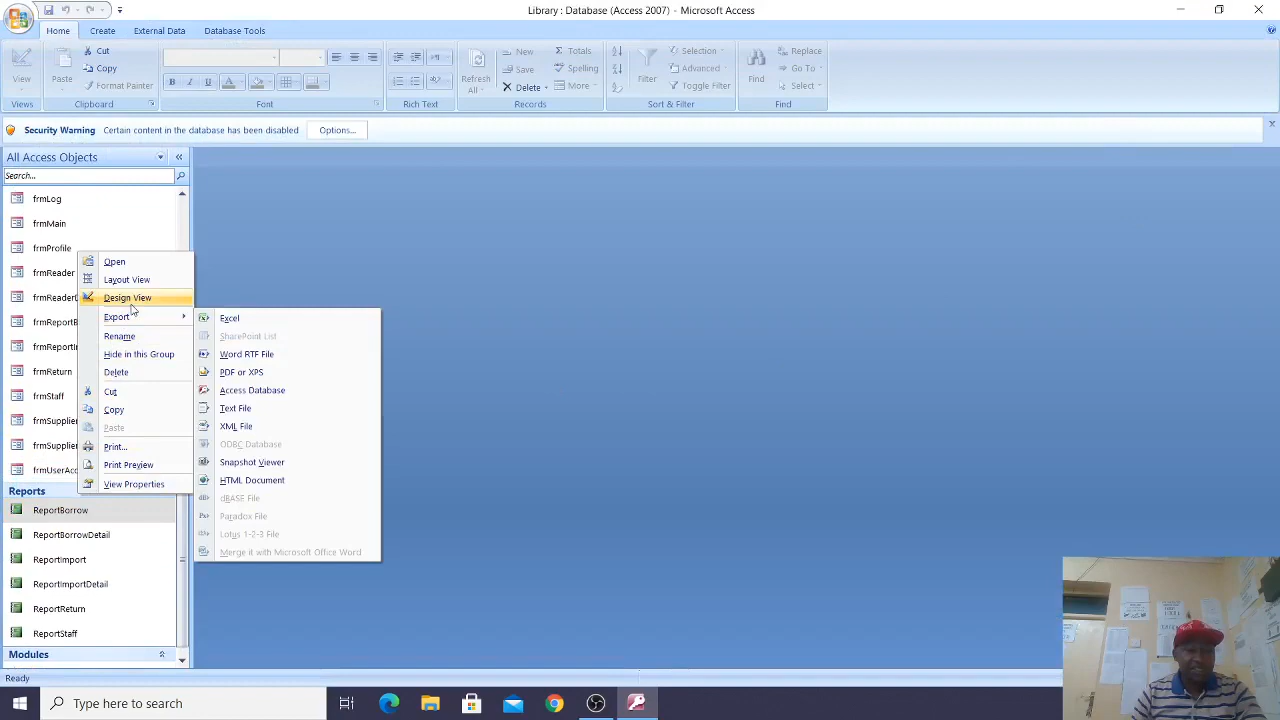 Library : Database (Access 2007) - Microsoft Access
Home
Create
External Data
Database Tools
View
Views
Paste
Cut
Copy
Format Painter
Clipboard
B I U A
Font
Rich Text
Refresh
All
New
Save
Delete
Totals
Spelling
More
Records
Filter
Selection
Advanced
Toggle Filter
Sort & Filter
Find
Replace
Go To
Select
Find
Security Warning
Certain content in the database has been disabled
Options...
All Access Objects
Search...
frmLog
frmMain
frmProfile
frmReader
frmReturn
frmStaff
Open
Layout View
Design View
Export
Rename
Hide in this Group
Delete
Cut
Copy
Paste
Print...
Print Preview
View Properties
Excel
SharePoint List
Word RTF File
PDF or XPS
Access Database
Text File
XML File
ODBC Database
Snapshot Viewer
HTML Document
dBASE File
Paradox File
Lotus 1-2-3 File
Merge it with Microsoft Office Word
Reports
ReportBorrow
ReportBorrowDetail
ReportImport
ReportImportDetail
ReportReturn
ReportStaff
Modules
Ready
Type here to search